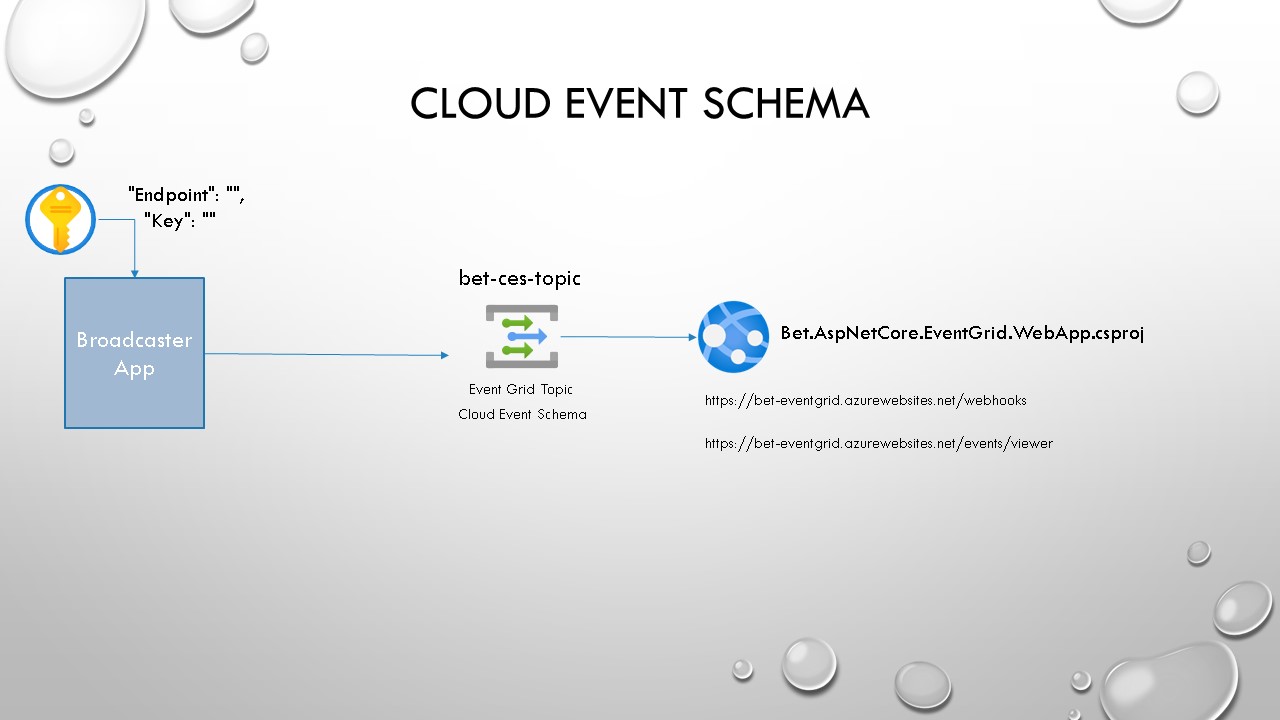 CLOUD EVENT SCHEMA
"Endpoint": "",
"Key": ""
Broadcaster
App
bet-ces-topic
Event Grid Topic
Cloud Event Schema
Bet.AspNetCore.EventGrid.WebApp.csproj
https://bet-eventgrid.azurewebsites.net/webhooks
https://bet-eventgrid.azurewebsites.net/events/viewer